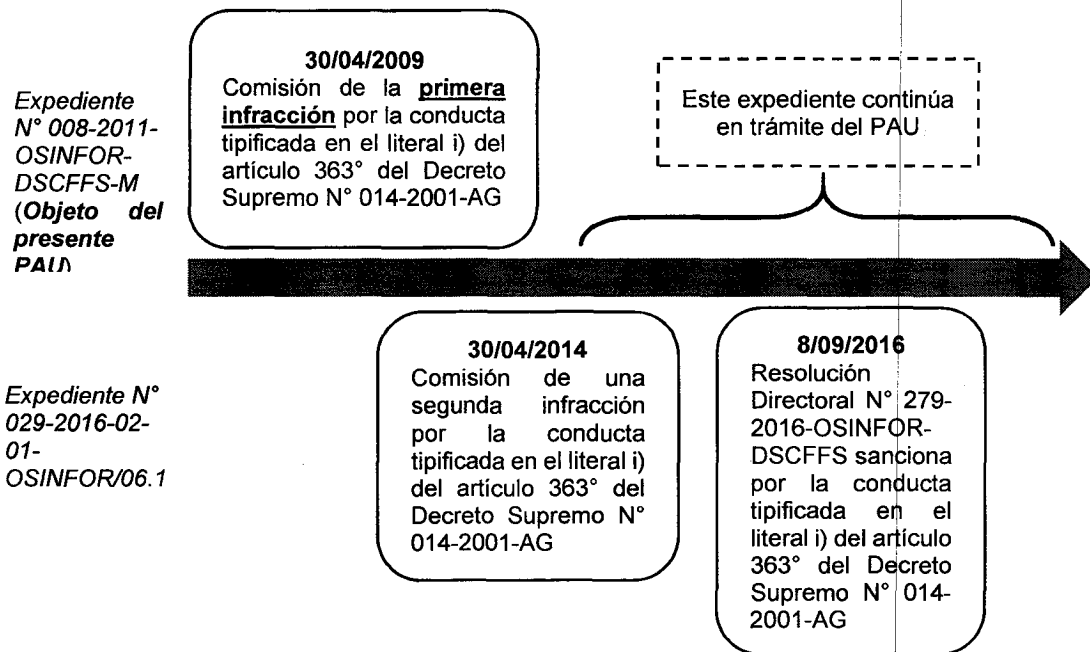 Expediente
N° 008-2011-
OSINFOR-
DSCFFS-M
(Objeto del
presente
PAU)
30/04/2009
Comisión de la primera
infracción por la conducta
tipificada en el literal i) del
artículo 363° del Decreto
Supremo N° 014-2001-AG
Este expediente continúa
en trámite del PAU
Expediente N°
029-2016-02-
01-
OSINFOR/06.1
30/04/2014
Comisión de una
segunda infracción
por la conducta
tipificada en el literal i)
del artículo 363° del
Decreto Supremo N°
014-2001-AG
8/09/2016
Resolución
Directoral N° 279-
2016-OSINFOR-
DSCFFS sanciona
por la conducta
tipificada en el
literal i) del artículo
363° del Decreto
Supremo N° 014-
2001-AG